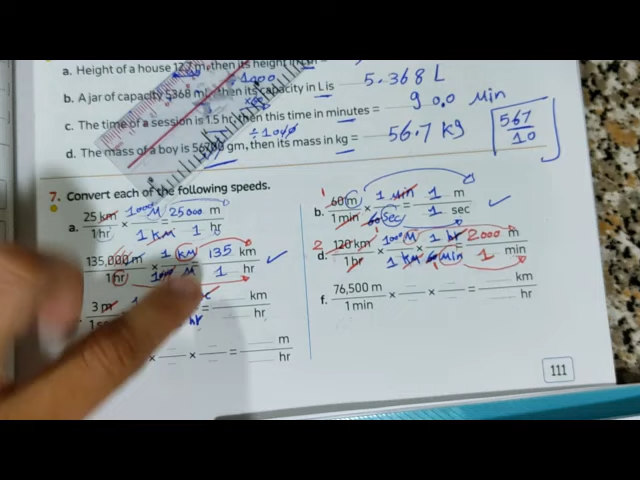 a. Height of a house 12.7 m, then its height in
÷1000
b. A jar of capacity 5368 mL, then its capacity in L is 5.368 L
×60
c. The time of a session is 1.5 hr, then this time in minutes = 90.0 Min
÷1000
d. The mass of a boy is 56700 gm, then its mass in kg = 56.7 kg
567/10
7. Convert each of the following speeds.
a. 25 km/1 hr × 1000 M/1 KM = 25000 m/1 hr
b. 60 m/1 min × 1 min/60 Sec = 1 m/1 sec
135,000 m/1 hr × 1 KM/1000 M 135 km/1 hr
d. 2 120 km/1 hr × 1000 M/1 KM × 1 hr/60 Min = 2000 m/1 min
3 m/1 = km/hr
f. 76,500 m/1 min × × = km/hr
× × = m/hr
111